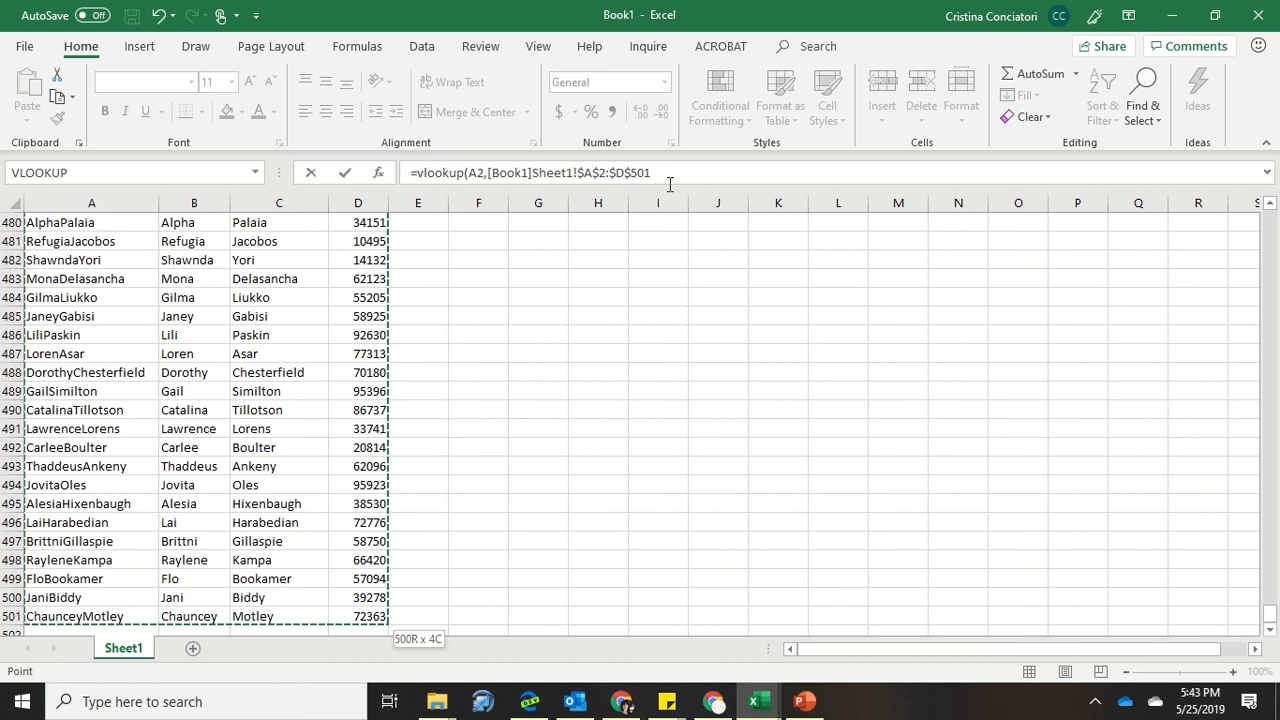 AutoSave Off Book1 - Excel Cristina Conciatori CC
File Home Insert Draw Page Layout Formulas Data Review View Help Inquire ACROBAT Search Share Comments
Paste 11 Wrap Text General Conditional Formatting Format as Table Cell Styles Insert Delete Format AutoSum Sort & Filter Find & Select Ideas
B I U Merge & Center $ % Fill
Clear
Clipboard Font Alignment Number Styles Cells Editing Ideas
VLOOKUP fx =vlookup(A2,[Book1]Sheet1!$A$2:$D$501
A B C D E F G H I J K L M N O P Q R S
480 AlphaPalaia Alpha Palaia 34151
481 RefugiaJacobos Refugia Jacobos 10495
482 ShawndaYori Shawnda Yori 14132
483 MonaDelasancha Mona Delasancha 62123
484 GilmaLiukko Gilma Liukko 55205
485 JaneyGabisi Janey Gabisi 58925
486 LiliPaskin Lili Paskin 92630
487 LorenAsar Loren Asar 77313
488 DorothyChesterfield Dorothy Chesterfield 70180
489 GailSimilton Gail Similton 95396
490 CatalinaTillotson Catalina Tillotson 86737
491 LawrenceLorens Lawrence Lorens 33741
492 CarleeBoulter Carlee Boulter 20814
493 ThaddeusAnkeny Thaddeus Ankeny 62096
494 JovitaOles Jovita Oles 95923
495 AlesiaHixenbaugh Alesia Hixenbaugh 38530
496 LaiHarabedian Lai Harabedian 72776
497 BrittniGillaspie Brittni Gillaspie 58750
498 RayleneKampa Raylene Kampa 66420
499 FloBookamer Flo Bookamer 57094
500 JaniBiddy Jani Biddy 39278
501 ChaunceyMotley Chauncey Motley 72363
502
500R x 4C
Sheet1
Point 100%
Type here to search 5:43 PM
5/25/2019